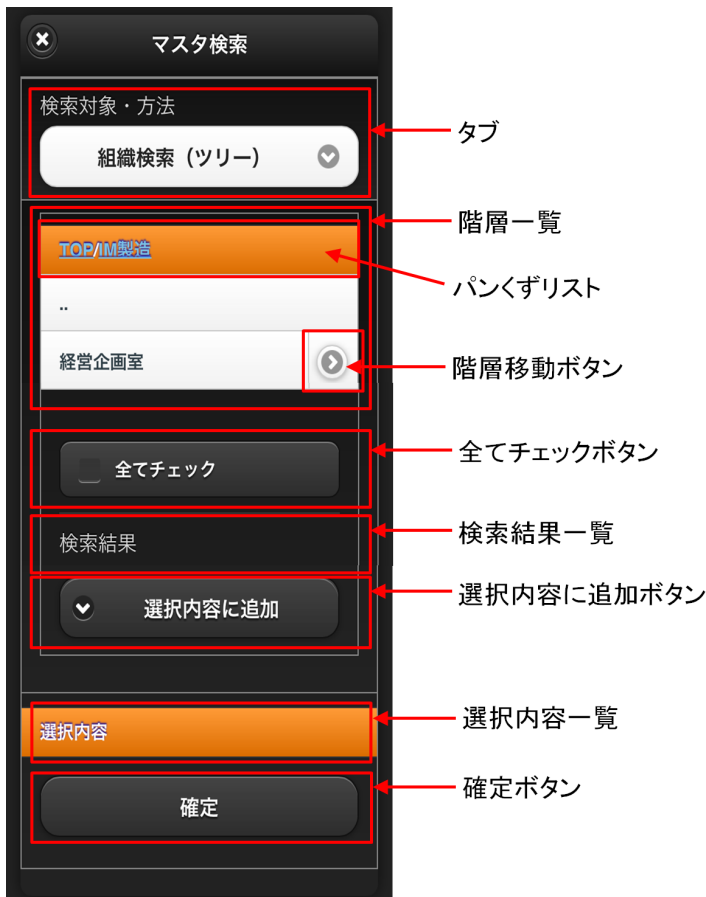 マスタ検索
検索対象・方法
タブ
組織検索（ツリー）
階層一覧
TOP/IM製造
パンくずリスト
..
経営企画室
階層移動ボタン
全てチェック
全てチェックボタン
検索結果
検索結果一覧
選択内容に追加
選択内容に追加ボタン
選択内容
選択内容一覧
確定
確定ボタン